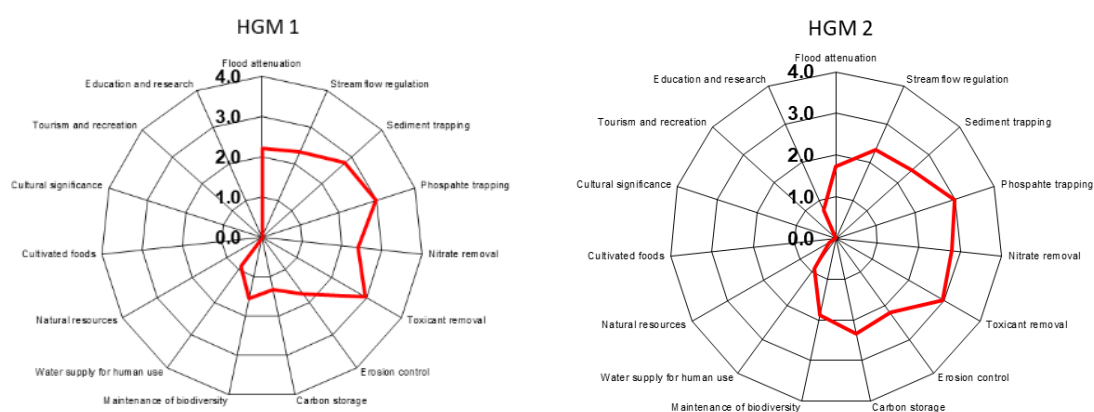 HGM 1
Flood attenuation
4.0
Education and research
Streamflow regulation
3.0
Tourism and recreation
Sediment trapping
2.0
Cultural significance
Phospahte trapping
1.0
0.0
Cultivated foods
Nitrate removal
Natural resources
Toxicant removal
Water supply for human use
Erosion control
Maintenance of biodiversity
Carbon storage
HGM 2
Flood attenuation
4.0
Education and research
Streamflow regulation
3.0
Tourism and recreation
Sediment trapping
2.0
Cultural significance
Phospahte trapping
1.0
0.0
Cultivated foods
Nitrate removal
Natural resources
Toxicant removal
Water supply for human use
Erosion control
Maintenance of biodiversity
Carbon storage